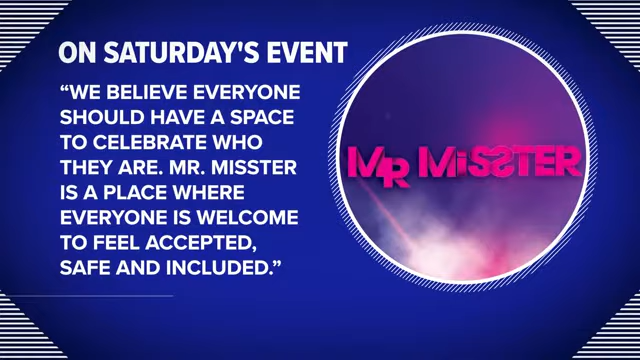 ON SATURDAY'S EVENT
“WE BELIEVE EVERYONE
SHOULD HAVE A SPACE
TO CELEBRATE WHO
THEY ARE. MR. MISSTER
IS A PLACE WHERE
EVERYONE IS WELCOME
TO FEEL ACCEPTED,
SAFE AND INCLUDED.”
MR MiSSTER